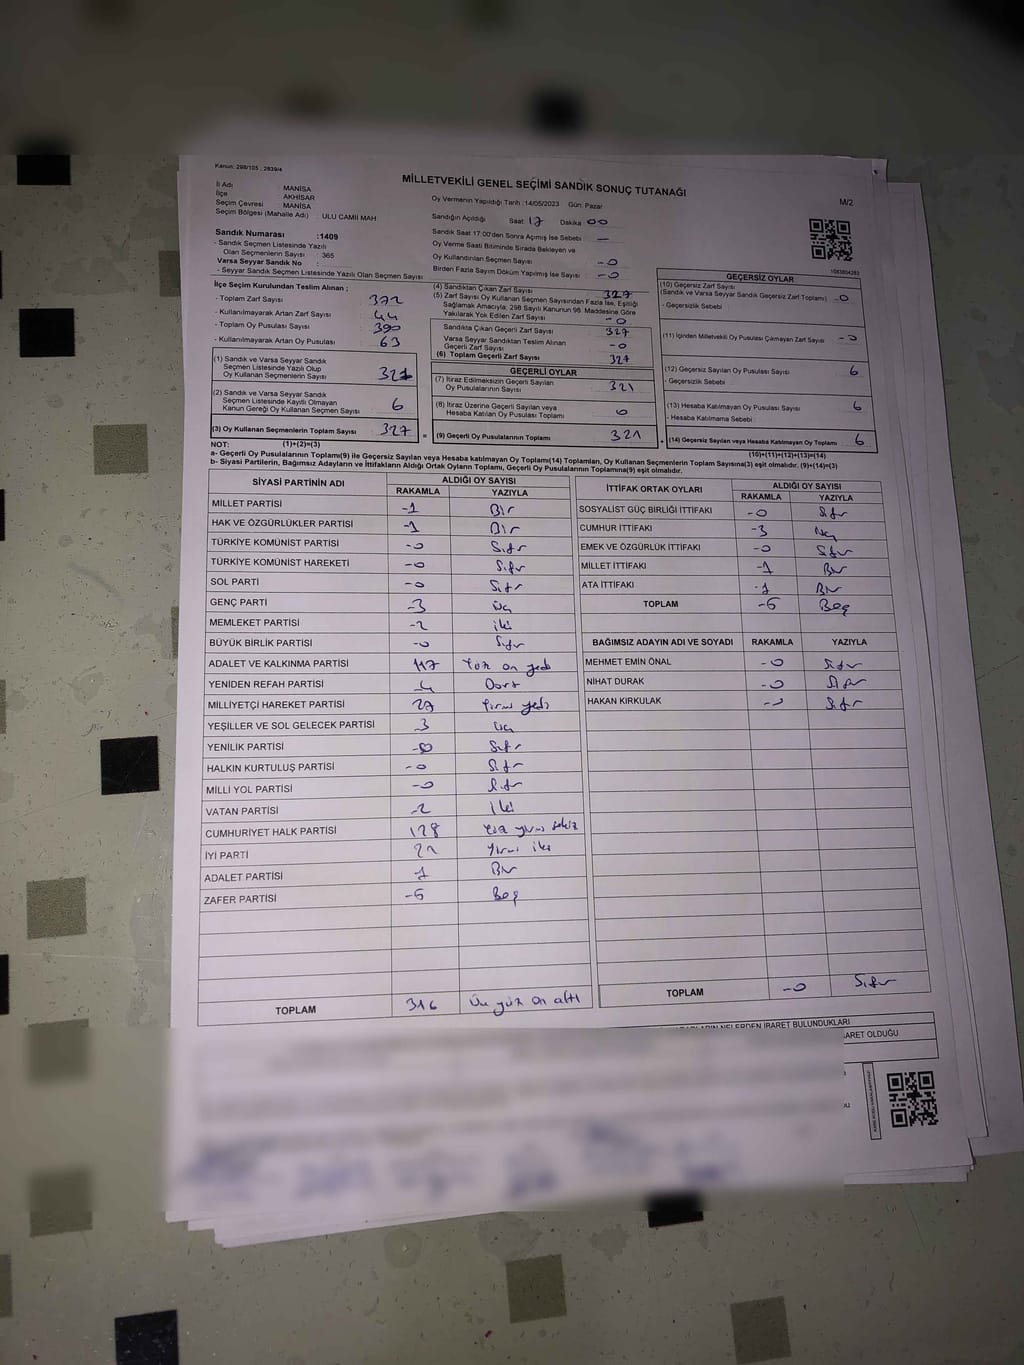 Kanun: 298/105 , 2839/4
MİLLETVEKİLİ GENEL SEÇİMİ SANDIK SONUÇ TUTANAĞI
M/2
İl Adı : MANİSA
İlçe : AKHİSAR
Seçim Çevresi : MANİSA
Seçim Bölgesi (Mahalle Adı) : ULU CAMİİ MAH
Oy Vermenin Yapıldığı Tarih :14/05/2023 Gün: Pazar
Sandığın Açıldığı Saat 17 Dakika 00
Sandık Saat 17:00'den Sonra Açılmış İse Sebebi —
Oy Verme Saati Bitiminde Sırada Bekleyen ve
Oy Kullandırılan Seçmen Sayısı -0
Birden Fazla Sayım Döküm Yapılmış İse Sayısı -0
Sandık Numarası :1409
- Sandık Seçmen Listesinde Yazılı
Olan Seçmenlerin Sayısı : 365
Varsa Seyyar Sandık No :
- Seyyar Sandık Seçmen Listesinde Yazılı Olan Seçmen Sayısı
İlçe Seçim Kurulundan Teslim Alınan ;
- Toplam Zarf Sayısı 372
- Kullanılmayarak Artan Zarf Sayısı 44
- Toplam Oy Pusulası Sayısı 390
- Kullanılmayarak Artan Oy Pusulası 63
(1) Sandık ve Varsa Seyyar Sandık
Seçmen Listesinde Yazılı Olup
Oy Kullanan Seçmenlerin Sayısı 321
(2) Sandık ve Varsa Seyyar Sandık
Seçmen Listesinde Kayıtlı Olmayan
Kanun Gereği Oy Kullanan Seçmen Sayısı 6
(3) Oy Kullanan Seçmenlerin Toplam Sayısı 327
(4) Sandıktan Çıkan Zarf Sayısı 327
(5) Zarf Sayısı Oy Kullanan Seçmen Sayısından Fazla İse, Eşitliği
Sağlamak Amacıyla; 298 Sayılı Kanunun 98. Maddesine Göre
Yakılarak Yok Edilen Zarf Sayısı -0
Sandıkta Çıkan Geçerli Zarf Sayısı 327
Varsa Seyyar Sandıktan Teslim Alınan
Geçerli Zarf Sayısı -0
(6) Toplam Geçerli Zarf Sayısı 327
GEÇERLİ OYLAR
(7) İtiraz Edilmeksizin Geçerli Sayılan
Oy Pusulalarının Sayısı 321
(8) İtiraz Üzerine Geçerli Sayılan veya
Hesaba Katılan Oy Pusulası Toplamı 0
= (9) Geçerli Oy Pusulalarının Toplamı 321
1083804283
GEÇERSİZ OYLAR
(10) Geçersiz Zarf Sayısı
(Sandık ve Varsa Seyyar Sandık Geçersiz Zarf Toplamı) -0
- Geçersizlik Sebebi
(11) İçinden Milletvekili Oy Pusulası Çıkmayan Zarf Sayısı -0
(12) Geçersiz Sayılan Oy Pusulası Sayısı 6
- Geçersizlik Sebebi
(13) Hesaba Katılmayan Oy Pusulası Sayısı 6
- Hesaba Katılmama Sebebi
+ (14) Geçersiz Sayılan veya Hesaba Katılmayan Oy Toplamı 6
NOT: (1)+(2)=(3) (10)+(11)+(12)+(13)=(14)
a- Geçerli Oy Pusulalarının Toplamı(9) ile Geçersiz Sayılan veya Hesaba katılmayan Oy Toplamı(14) Toplamları, Oy Kullanan Seçmenlerin Toplam Sayısına(3) eşit olmalıdır. (9)+(14)=(3)
b- Siyasi Partilerin, Bağımsız Adayların ve İttifakların Aldığı Ortak Oyların Toplamı, Geçerli Oy Pusulalarının Toplamına(9) eşit olmalıdır.
SİYASİ PARTİNİN ADI ALDIĞI OY SAYISI
RAKAMLA YAZIYLA
MİLLET PARTİSİ -1 Bir
HAK VE ÖZGÜRLÜKLER PARTİSİ -1 Bir
TÜRKİYE KOMÜNİST PARTİSİ -0 Sıfır
TÜRKİYE KOMÜNİST HAREKETİ -0 Sıfır
SOL PARTİ -0 Sıfır
GENÇ PARTİ -3 üç
MEMLEKET PARTİSİ -2 iki
BÜYÜK BİRLİK PARTİSİ -0 Sıfır
ADALET VE KALKINMA PARTİSİ 117 Yüz on yedi
YENİDEN REFAH PARTİSİ 4 Dört
MİLLİYETÇİ HAREKET PARTİSİ 27 Yirmi yedi
YEŞİLLER VE SOL GELECEK PARTİSİ 3 üç
YENİLİK PARTİSİ -0 Sıfır
HALKIN KURTULUŞ PARTİSİ -0 Sıfır
MİLLİ YOL PARTİSİ -0 Sıfır
VATAN PARTİSİ -2 iki
CUMHURİYET HALK PARTİSİ 128 Yüz yirmi sekiz
İYİ PARTİ 22 Yirmi iki
ADALET PARTİSİ 1 Bir
ZAFER PARTİSİ -5 Beş
TOPLAM 316 Üç yüz on altı
İTTİFAK ORTAK OYLARI ALDIĞI OY SAYISI
RAKAMLA YAZIYLA
SOSYALİST GÜÇ BİRLİĞİ İTTİFAKI -0 Sıfır
CUMHUR İTTİFAKI -3 Üç
EMEK VE ÖZGÜRLÜK İTTİFAKI -0 Sıfır
MİLLET İTTİFAKI -1 Bir
ATA İTTİFAKI -1 Bir
TOPLAM -5 Beş
BAĞIMSIZ ADAYIN ADI VE SOYADI RAKAMLA YAZIYLA
MEHMET EMİN ÖNAL -0 Sıfır
NİHAT DURAK -0 Sıfır
HAKAN KIRKULAK -0 Sıfır
TOPLAM -0 Sıfır
NELERDEN İBARET BULUNDUKLARI
OLDUĞU